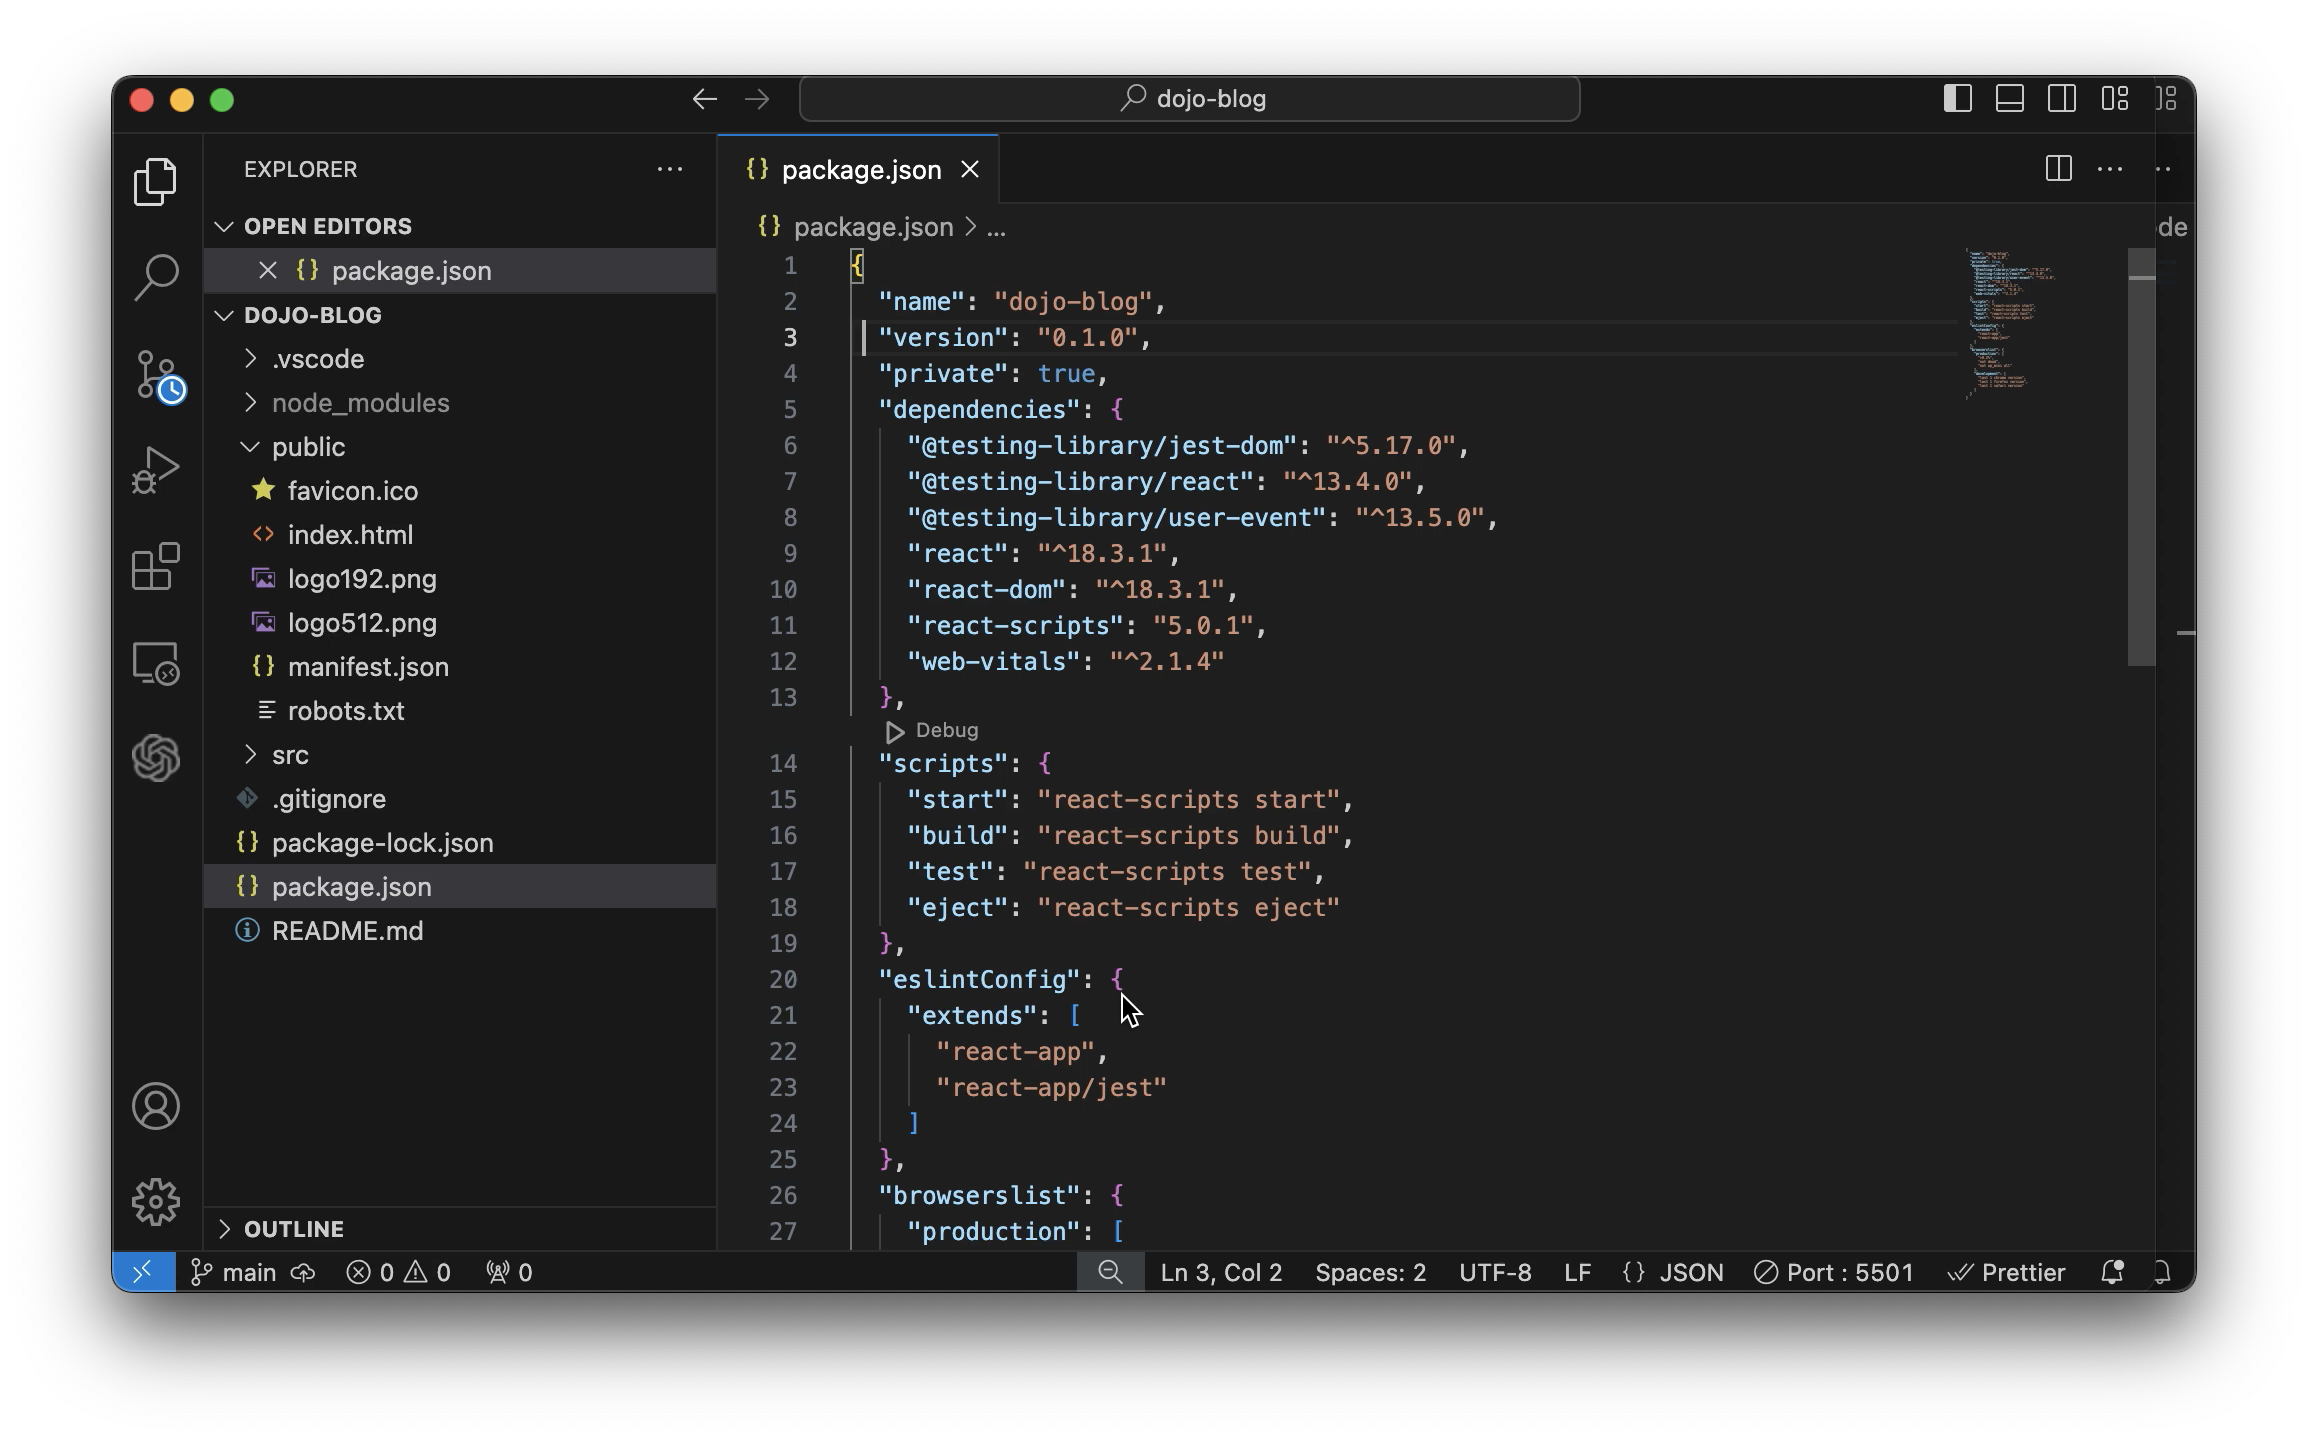 dojo-blog
EXPLORER
OPEN EDITORS
package.json
DOJO-BLOG
.vscode
node_modules
public
favicon.ico
index.html
logo192.png
logo512.png
manifest.json
robots.txt
src
.gitignore
package-lock.json
package.json
README.md
OUTLINE
package.json
package.json > ...
de
1 {
2 "name": "dojo-blog",
3 "version": "0.1.0",
4 "private": true,
5 "dependencies": {
6 "@testing-library/jest-dom": "^5.17.0",
7 "@testing-library/react": "^13.4.0",
8 "@testing-library/user-event": "^13.5.0",
9 "react": "^18.3.1",
10 "react-dom": "^18.3.1",
11 "react-scripts": "5.0.1",
12 "web-vitals": "^2.1.4"
13 },
Debug
14 "scripts": {
15 "start": "react-scripts start",
16 "build": "react-scripts build",
17 "test": "react-scripts test",
18 "eject": "react-scripts eject"
19 },
20 "eslintConfig": {
21 "extends": [
22 "react-app",
23 "react-app/jest"
24 ]
25 },
26 "browserslist": {
27 "production": [
main 0 0 0 Ln 3, Col 2 Spaces: 2 UTF-8 LF {} JSON Port : 5501 Prettier